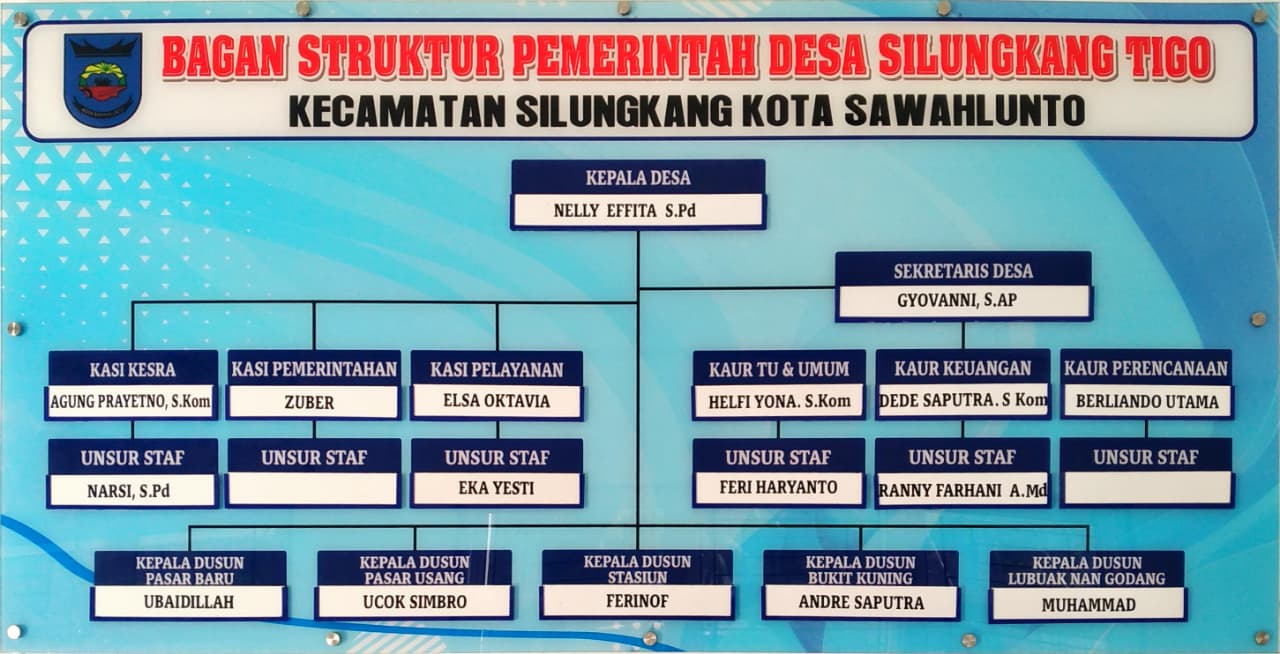 BAGAN STRUKTUR PEMERINTAH DESA SILUNGKANG TIGO
KECAMATAN SILUNGKANG KOTA SAWAHLUNTO
KEPALA DESA
NELLY EFFITA S.Pd
SEKRETARIS DESA
GYOVANNI, S.AP
KASI KESRA
AGUNG PRAYETNO, S.Kom
KASI PEMERINTAHAN
ZUBER
KASI PELAYANAN
ELSA OKTAVIA
KAUR TU & UMUM
HELFI YONA. S.Kom
KAUR KEUANGAN
DEDE SAPUTRA. S Kom
KAUR PERENCANAAN
BERLIANDO UTAMA
UNSUR STAF
NARSI, S.Pd
UNSUR STAF
UNSUR STAF
EKA YESTI
UNSUR STAF
FERI HARYANTO
UNSUR STAF
RANNY FARHANI A.Md
UNSUR STAF
KEPALA DUSUN
PASAR BARU
UBAIDILLAH
KEPALA DUSUN
PASAR USANG
UCOK SIMBRO
KEPALA DUSUN
STASIUN
FERINOF
KEPALA DUSUN
BUKIT KUNING
ANDRE SAPUTRA
KEPALA DUSUN
LUBUAK NAN GODANG
MUHAMMAD